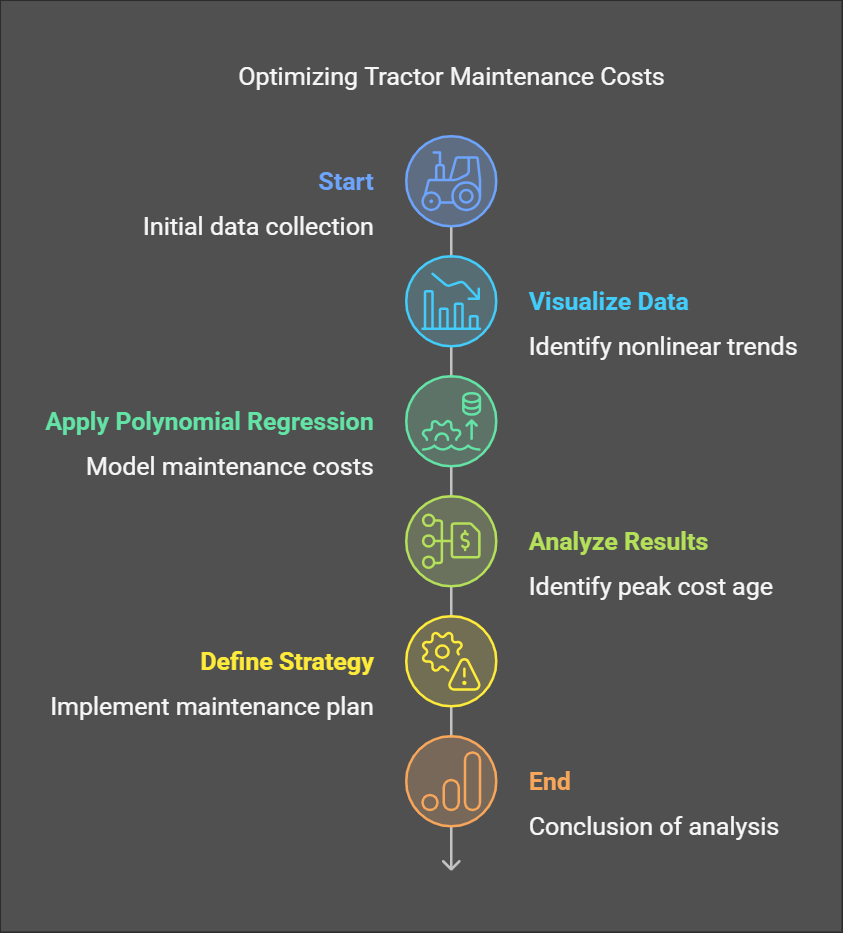 Optimizing Tractor Maintenance Costs
Start
Initial data collection
Visualize Data
Identify nonlinear trends
Apply Polynomial Regression
Model maintenance costs
$
Analyze Results
Identify peak cost age
Define Strategy
Implement maintenance plan
End
Conclusion of analysis